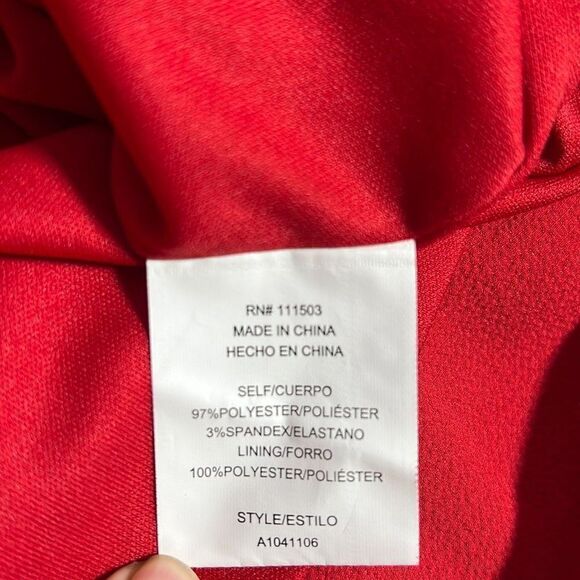 RN# 111503
MADE IN CHINA
HECHO EN CHINA
SELF/CUERPO
97%POLYESTER/POLIÉSTER
3%SPANDEX/ELASTANO
LINING/FORRO
100%POLYESTER/POLIÉSTER
STYLE/ESTILO
A1041106